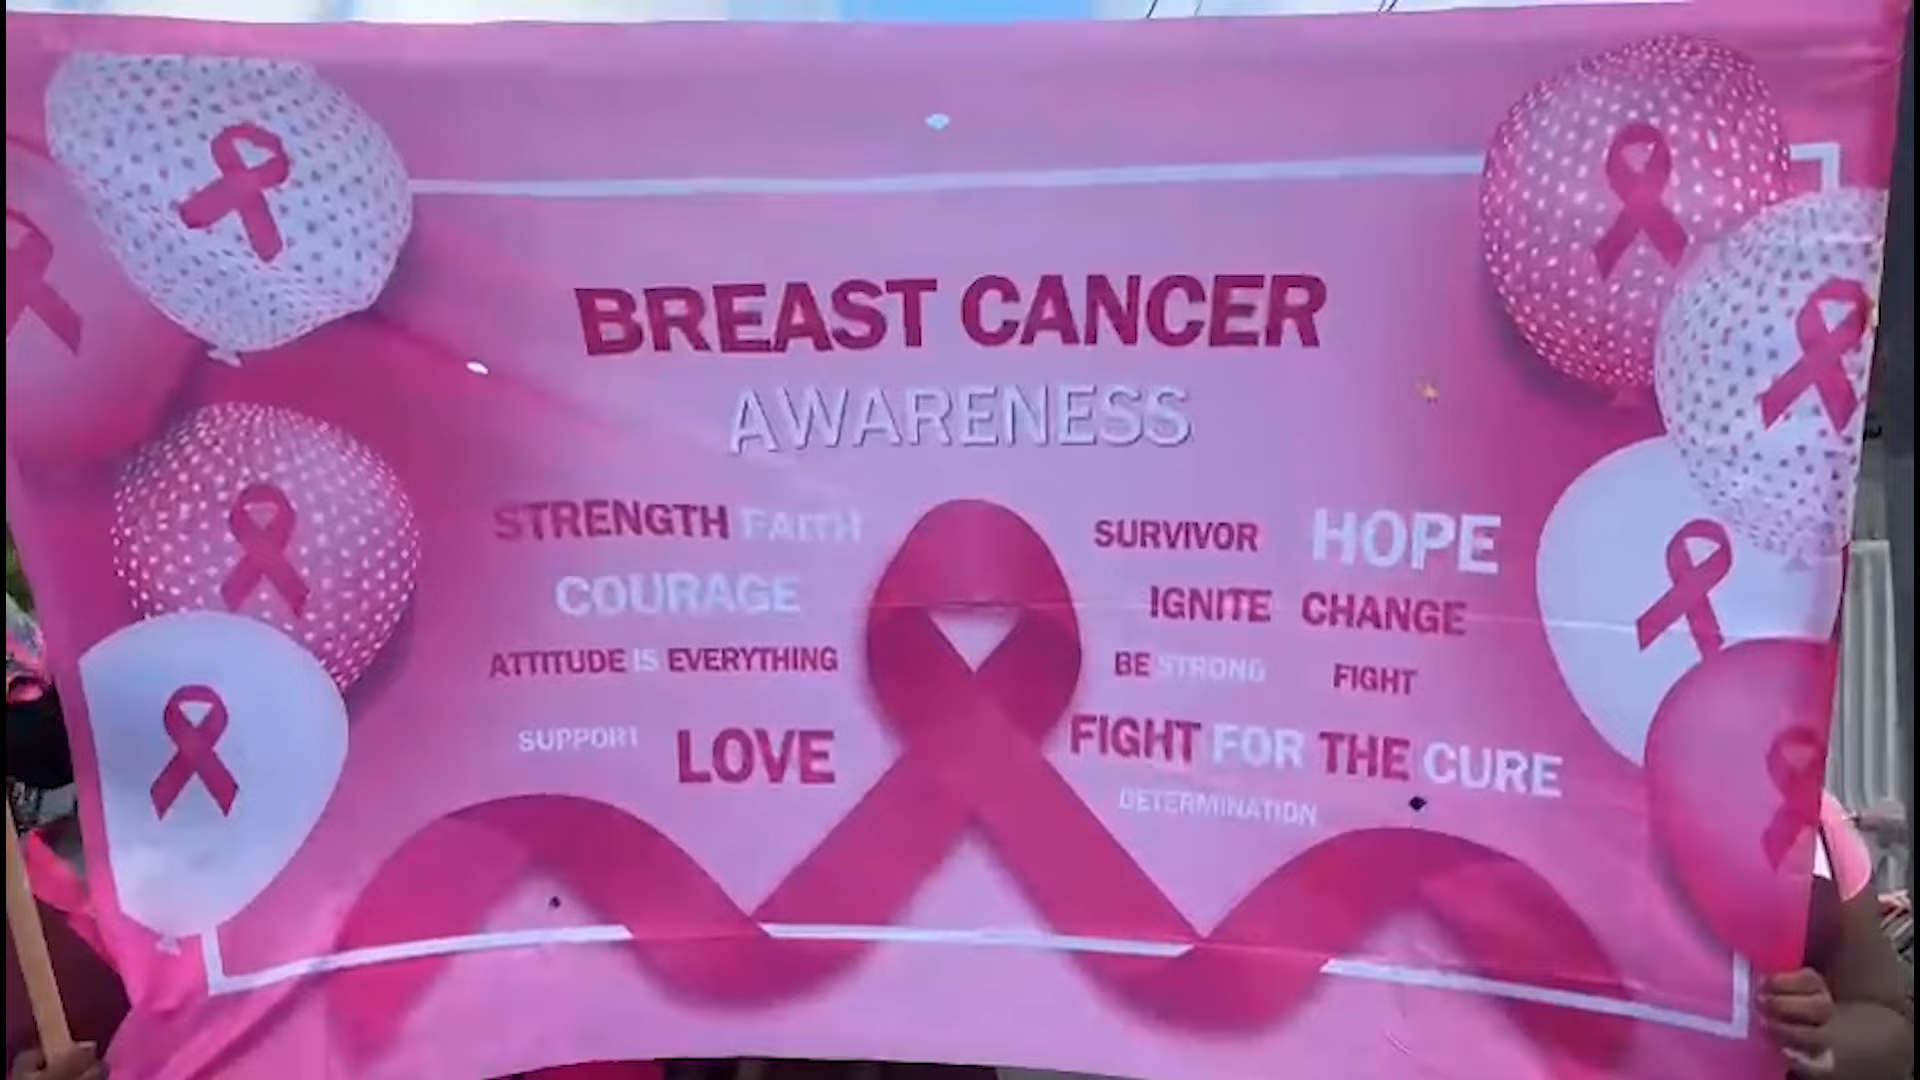 BREAST CANCER
AWARENESS
STRENGTH FAITH
COURAGE
ATTITUDE IS EVERYTHING
SUPPORT LOVE
SURVIVOR HOPE
IGNITE CHANGE
BE STRONG FIGHT
FIGHT FOR THE CURE
DETERMINATION